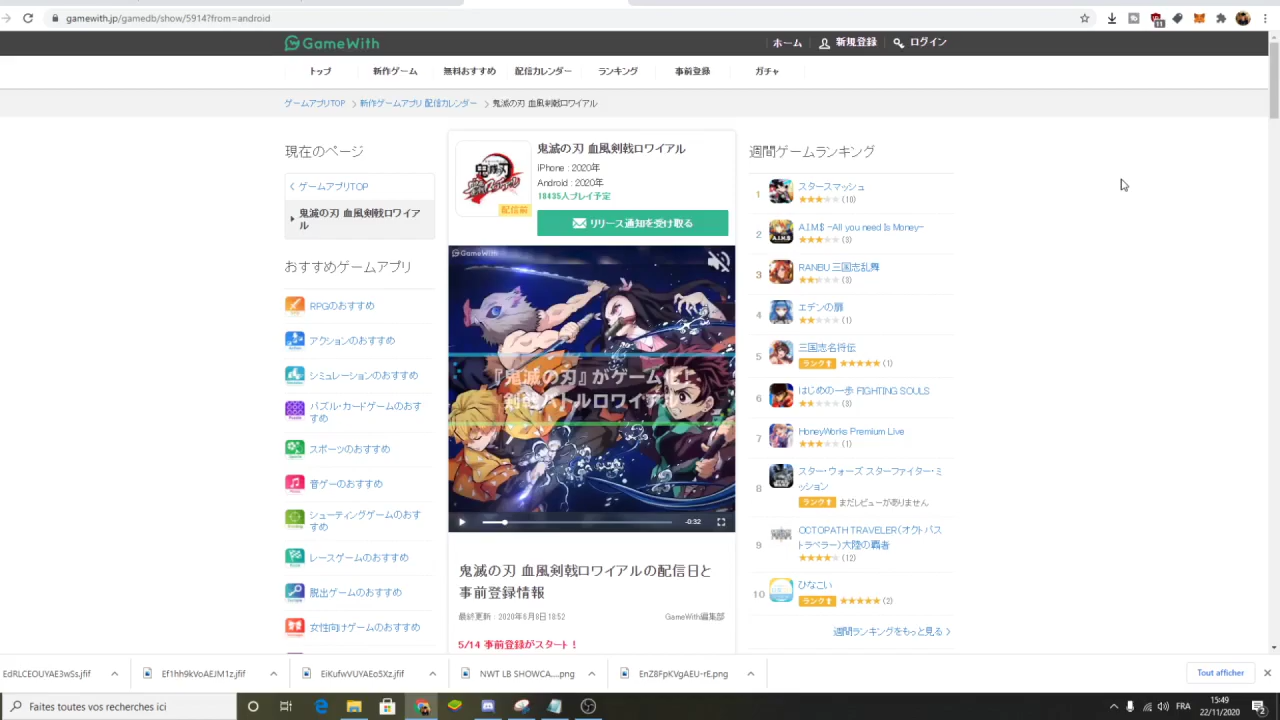 gamewith.jp/gamedb/show/5914?from=android
11
GameWith
ホーム
新規登録
ログイン
トップ
新作ゲーム
無料おすすめ
配信カレンダー
ランキング
事前登録
ガチャ
ゲームアプリTOP
新作ゲームアプリ 配信カレンダー
鬼滅の刃 血風剣戟ロワイアル
現在のページ
ゲームアプリTOP
鬼滅の刃 血風剣戟ロワイア
ル
おすすめゲームアプリ
RPGのおすすめ
アクションのおすすめ
シミュレーションのおすすめ
パズル・カードゲームのおす
すめ
スポーツのおすすめ
音ゲーのおすすめ
シューティングゲームのおす
すめ
レースゲームのおすすめ
脱出ゲームのおすすめ
女性向けゲームのおすすめ
配信前
鬼滅の刃 血風剣戟ロワイアル
iPhone : 2020年
Android : 2020年
18435人プレイ予定
リリース通知を受け取る
GameWith
『鬼滅の刃』がゲーム化！
剣戟バトルロワイアル
-0:32
鬼滅の刃 血風剣戟ロワイアルの配信日と
事前登録情報
最終更新 : 2020年6月8日 18:52
GameWith編集部
5/14 事前登録がスタート！
週間ゲームランキング
1
スタースマッシュ
(10)
2
A.I.M.$ -All you need Is Money-
(3)
3
RANBU 三国志乱舞
(3)
4
エデンの扉
(1)
5
三国志名将伝
ランク
(1)
6
はじめの一歩 FIGHTING SOULS
(3)
7
HoneyWorks Premium Live
(1)
8
スター・ウォーズ スターファイター・ミ
ッション
ランク
まだレビューがありません
9
OCTOPATH TRAVELER(オクトパス
トラベラー)大陸の覇者
(12)
10
ひなこい
ランク
(2)
週間ランキングをもっと見る
EdRLCEOUYAE3wSs.jfif
Ef1hh9kVoAEJM1z.jfif
EiKufwVUYAEo5Xz.jfif
NWT LB SHOWCA....png
EnZ8FpKVgAEU-rE.png
Tout afficher
Faites toutes vos recherches ici
FRA
15:49
22/11/2020
2